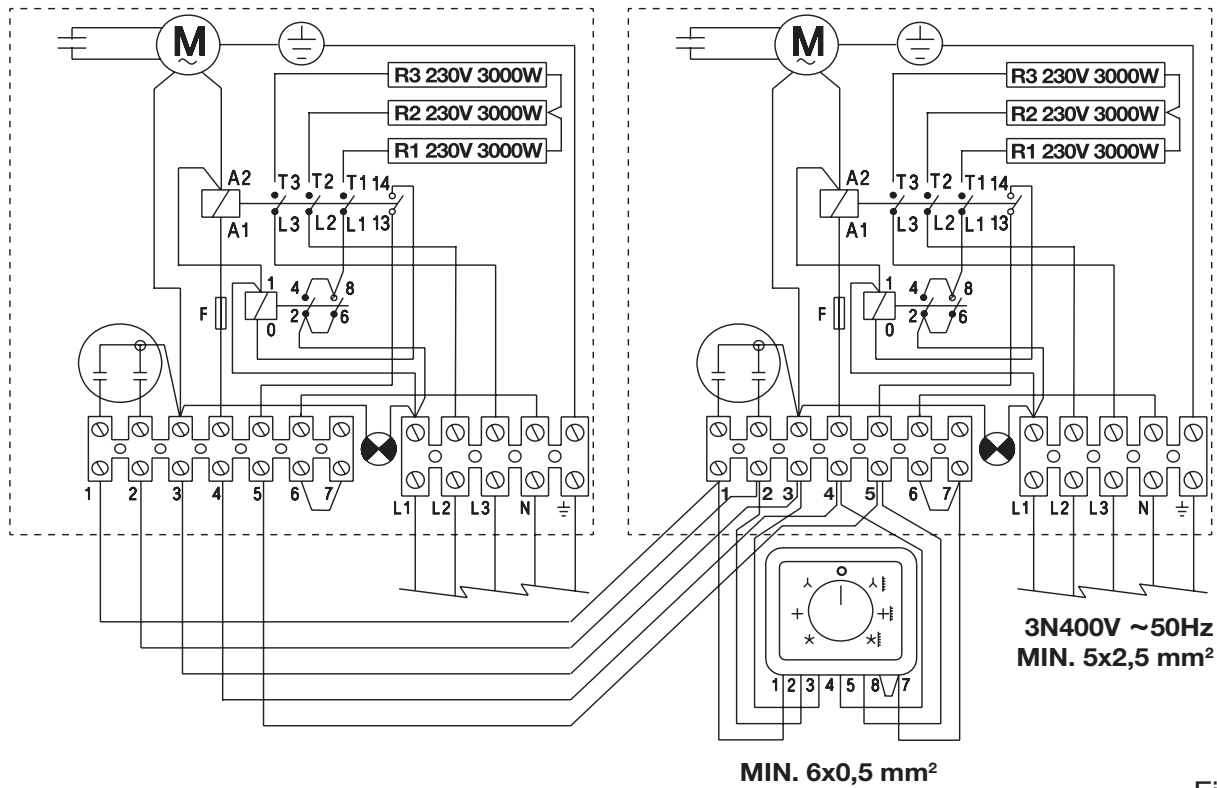 M
~
R3 230V 3000W
R2 230V 3000W
R1 230V 3000W
A2
T3
T2
T1
14
A1
L3
L2
L1
13
1
4
8
F
0
2
6
1
2
3
4
5
6
7
L1
L2
L3
N
M
~
R3 230V 3000W
R2 230V 3000W
R1 230V 3000W
A2
T3
T2
T1
14
A1
L3
L2
L1
13
1
4
8
F
0
2
6
1
2
3
4
5
6
7
L1
L2
L3
N
1 2 3 4 5 8 7
3N400V ~50Hz
MIN. 5x2,5 mm²
MIN. 6x0,5 mm²